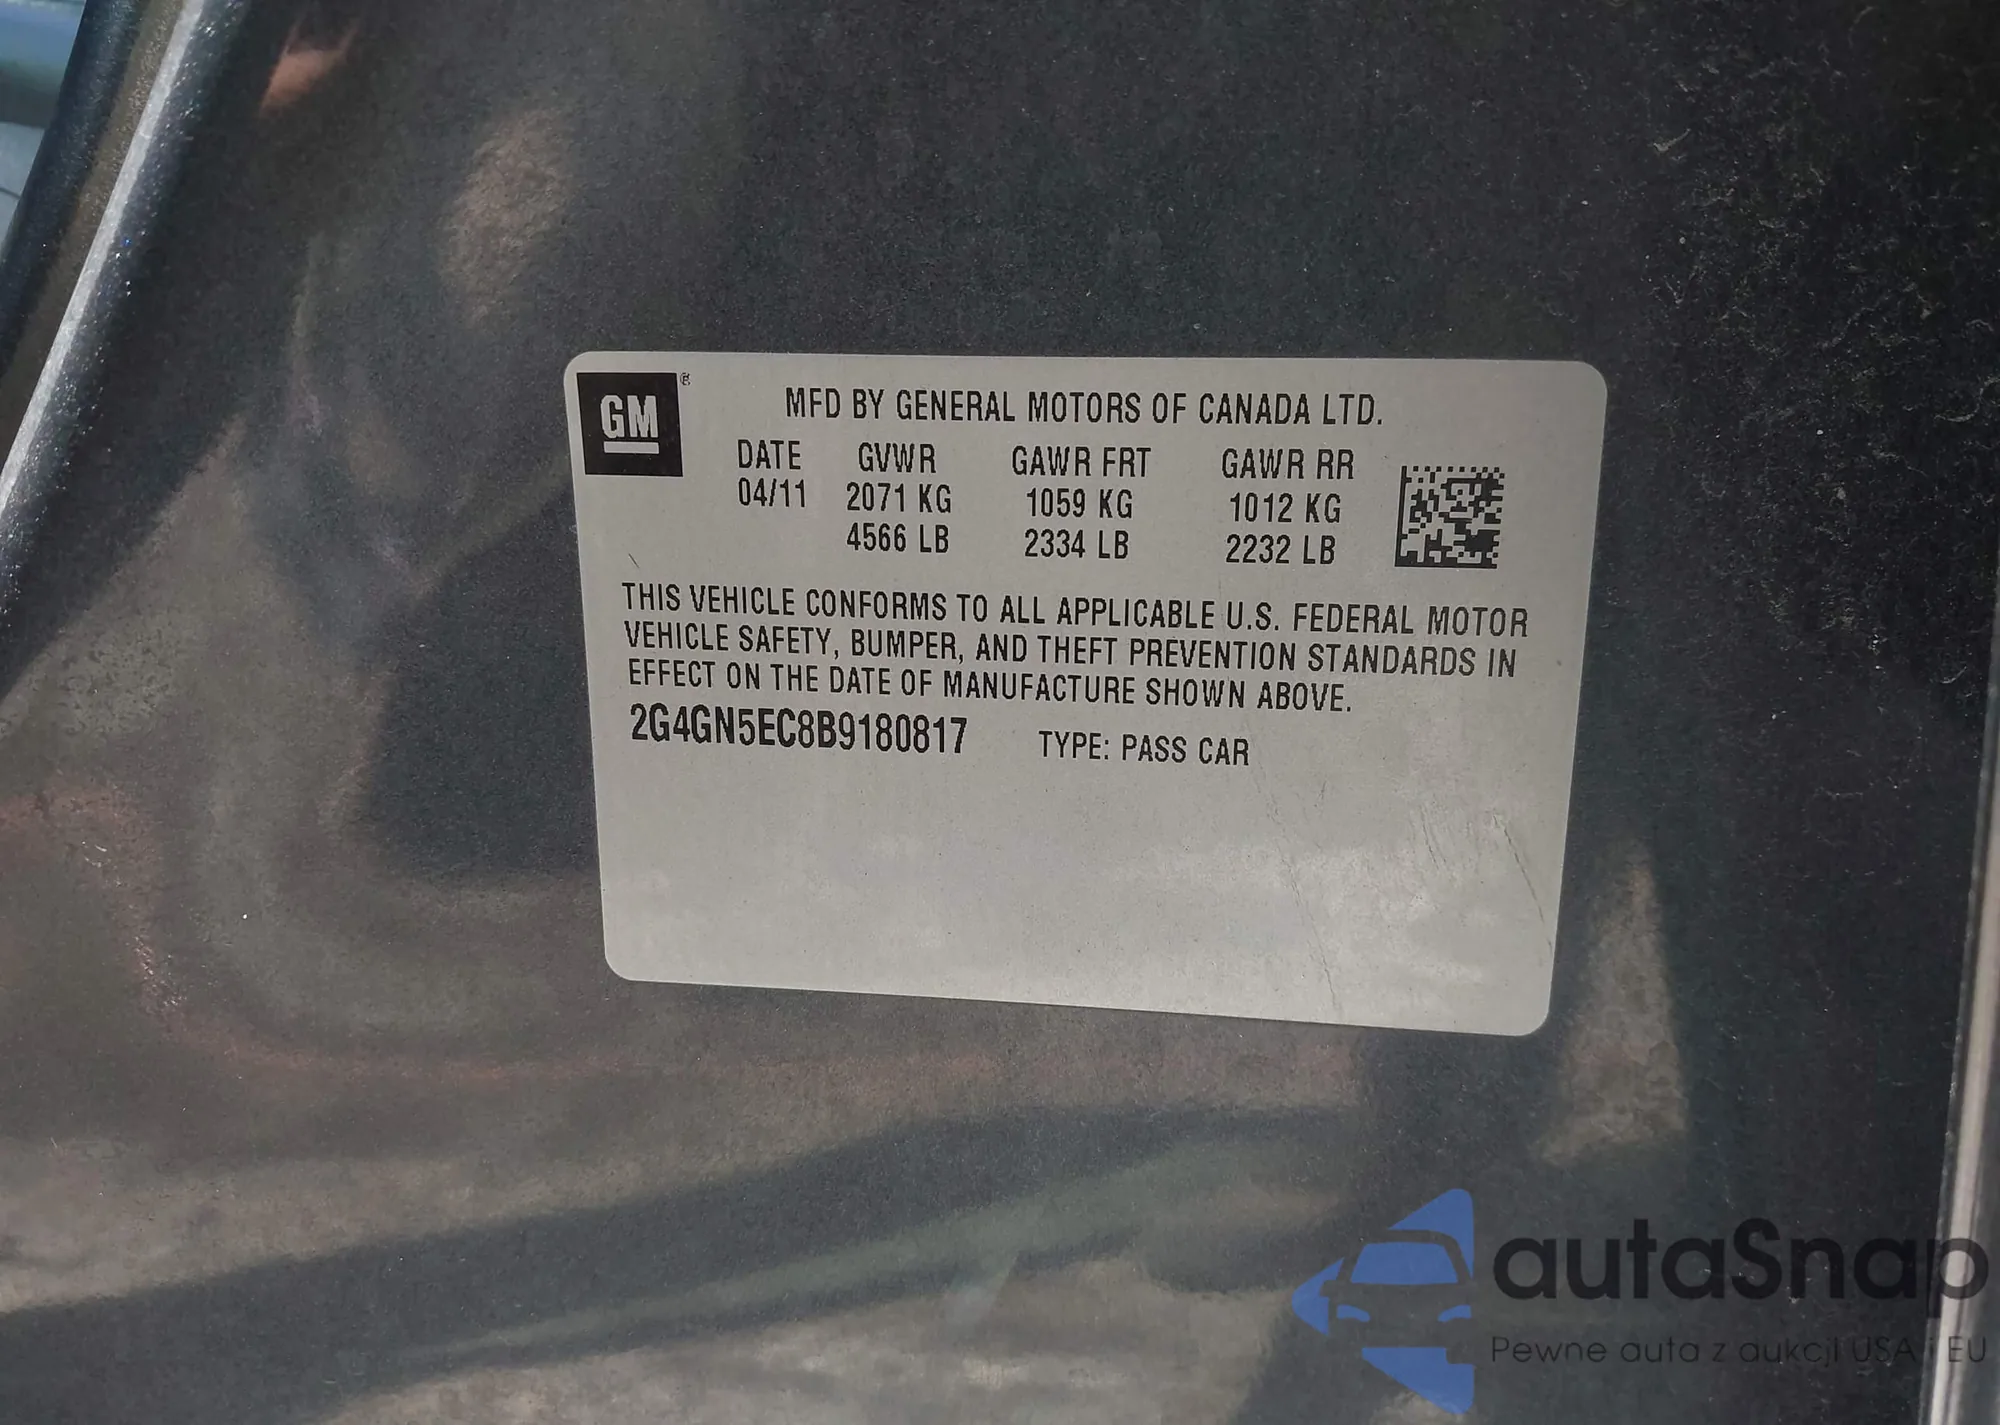 GM ®
MFD BY GENERAL MOTORS OF CANADA LTD.
DATE GVWR GAWR FRT GAWR RR
04/11 2071 KG 1059 KG 1012 KG
4566 LB 2334 LB 2232 LB
THIS VEHICLE CONFORMS TO ALL APPLICABLE U.S. FEDERAL MOTOR
VEHICLE SAFETY, BUMPER, AND THEFT PREVENTION STANDARDS IN
EFFECT ON THE DATE OF MANUFACTURE SHOWN ABOVE.
2G4GN5EC8B9180817 TYPE: PASS CAR
autaSnap
Pewne auta z aukcji USA i EU